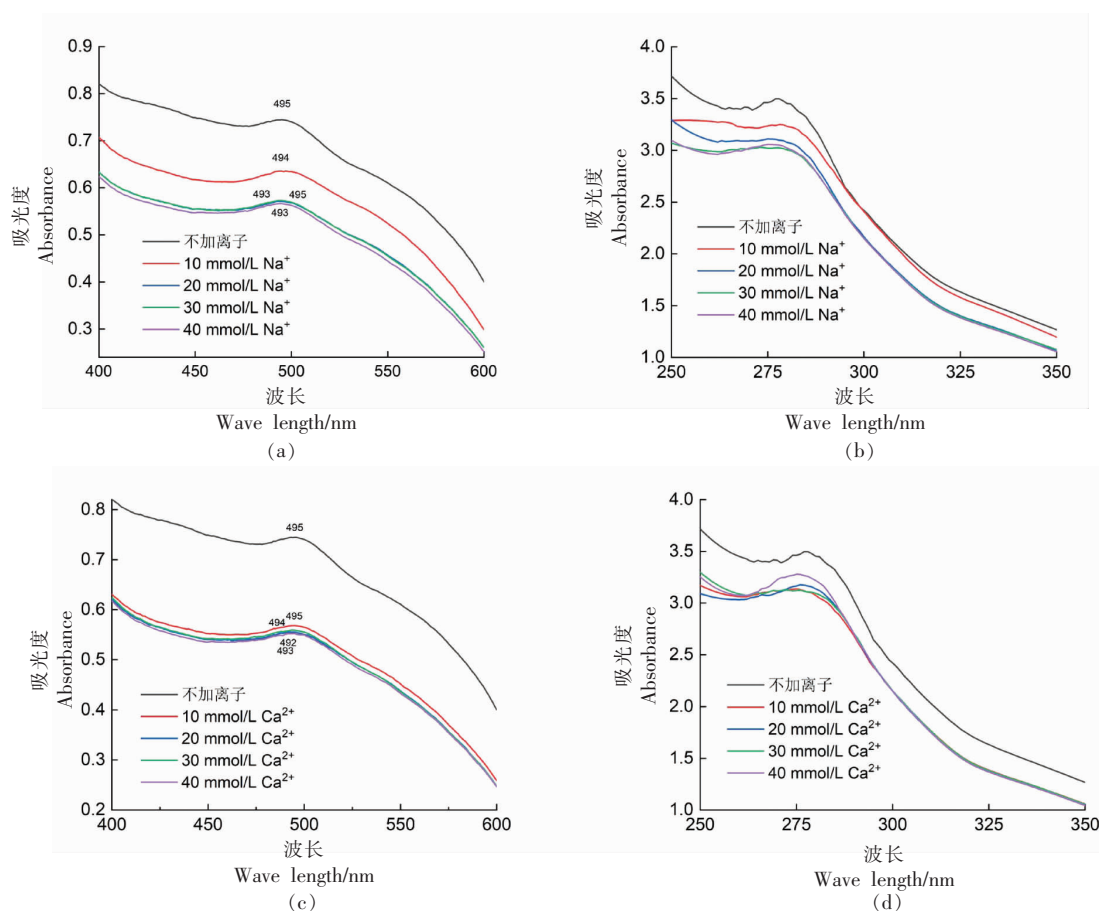 0.9
0.8
0.7
0.6
0.5
0.4
0.3
吸光度
Absorbance
495
494
493
495
493
不加离子
10 mmol/L Na⁺
20 mmol/L Na⁺
30 mmol/L Na⁺
40 mmol/L Na⁺
400 450 500 550 600
波长
Wave length/nm
(a)
4.0
3.5
3.0
2.5
2.0
1.5
1.0
吸光度
Absorbance
不加离子
10 mmol/L Na⁺
20 mmol/L Na⁺
30 mmol/L Na⁺
40 mmol/L Na⁺
250 275 300 325 350
波长
Wave length/nm
(b)
0.8
0.7
0.6
0.5
0.4
0.3
0.2
吸光度
Absorbance
495
494
495
492
493
不加离子
10 mmol/L Ca²⁺
20 mmol/L Ca²⁺
30 mmol/L Ca²⁺
40 mmol/L Ca²⁺
400 450 500 550 600
波长
Wave length/nm
(c)
4.0
3.5
3.0
2.5
2.0
1.5
1.0
吸光度
Absorbance
不加离子
10 mmol/L Ca²⁺
20 mmol/L Ca²⁺
30 mmol/L Ca²⁺
40 mmol/L Ca²⁺
250 275 300 325 350
波长
Wave length/nm
(d)